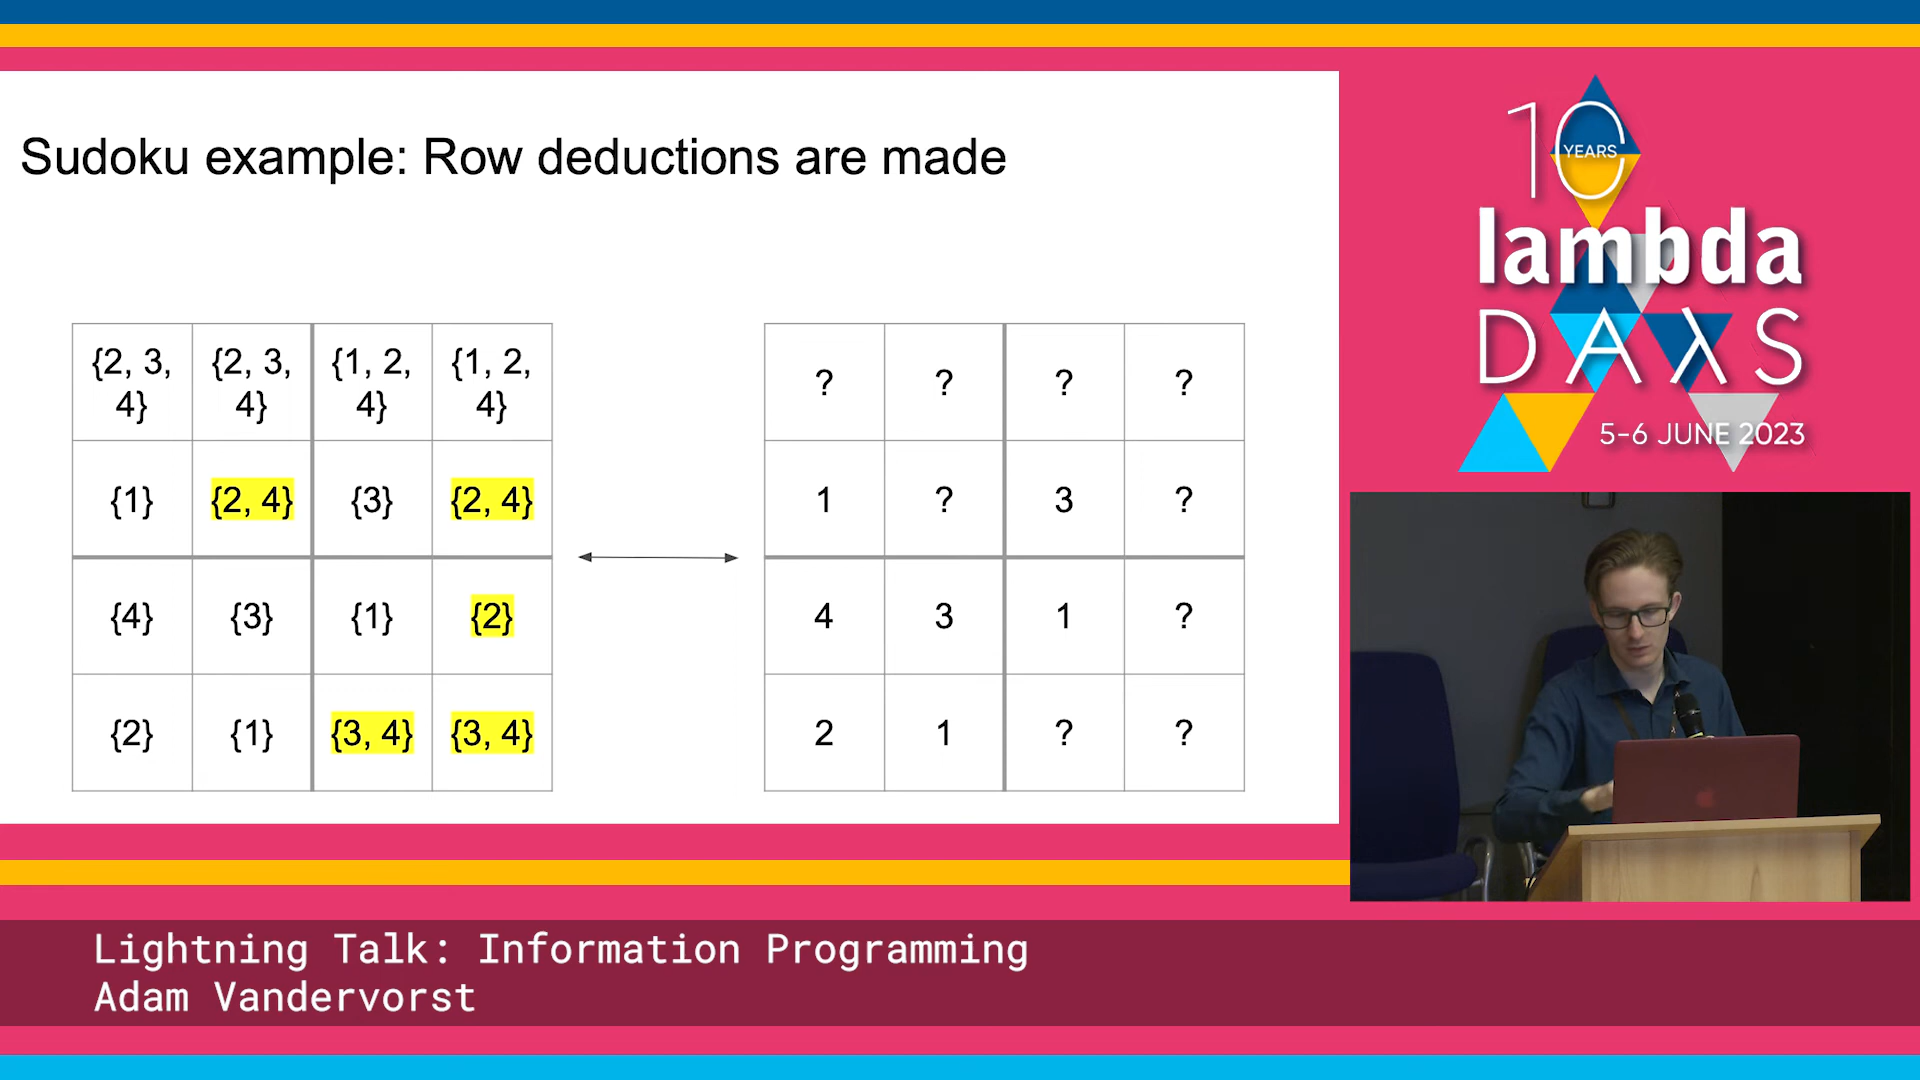 Sudoku example: Row deductions are made
{2, 3, 4} {2, 3, 4} {1, 2, 4} {1, 2, 4}
{1} {2, 4} {3} {2, 4}
{4} {3} {1} {2}
{2} {1} {3, 4} {3, 4}
? ? ? ?
1 ? 3 ?
4 3 1 ?
2 1 ? ?
10
YEARS
lambda
DAλS
5-6 JUNE 2023
Lightning Talk: Information Programming
Adam Vandervorst